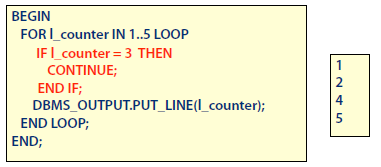 BEGIN
FOR l_counter IN 1..5 LOOP
IF l_counter = 3 THEN
CONTINUE;
END IF;
DBMS_OUTPUT.PUT_LINE(l_counter);
END LOOP;
END;
1
2
4
5